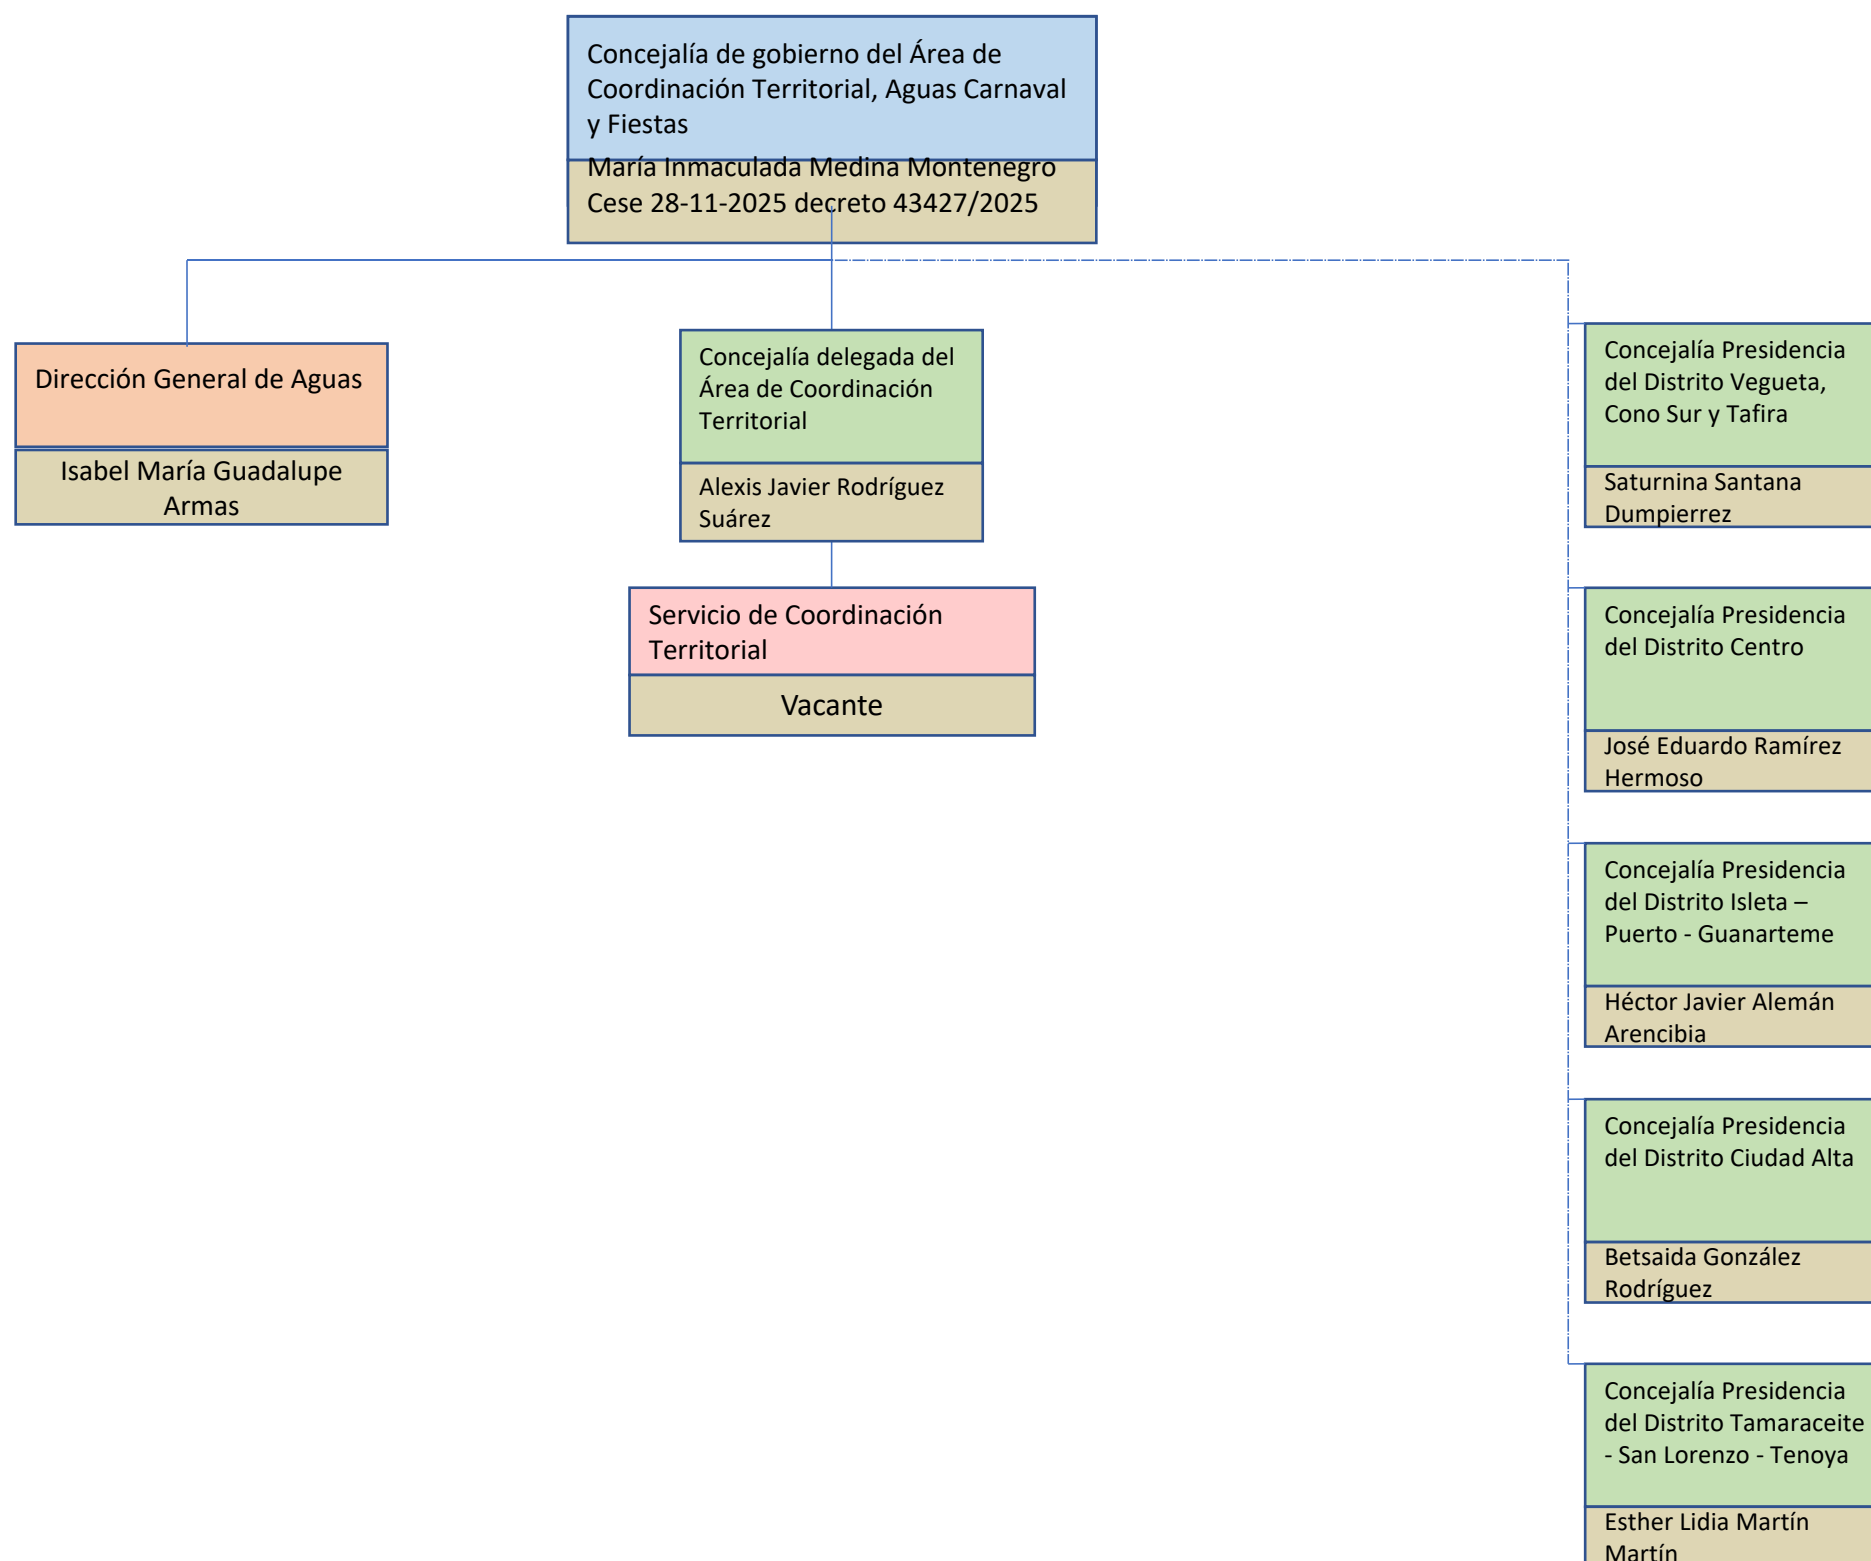 Concejalía de gobierno del Área de
Coordinación Territorial, Aguas Carnaval
y Fiestas
María Inmaculada Medina Montenegro
Cese 28-11-2025 decreto 43427/2025
Dirección General de Aguas
Isabel María Guadalupe
Armas
Concejalía delegada del
Área de Coordinación
Territorial
Alexis Javier Rodríguez
Suárez
Servicio de Coordinación
Territorial
Vacante
Concejalía Presidencia
del Distrito Vegueta,
Cono Sur y Tafira
Saturnina Santana
Dumpierrez
Concejalía Presidencia
del Distrito Centro
José Eduardo Ramírez
Hermoso
Concejalía Presidencia
del Distrito Isleta –
Puerto - Guanarteme
Héctor Javier Alemán
Arencibia
Concejalía Presidencia
del Distrito Ciudad Alta
Betsaida González
Rodríguez
Concejalía Presidencia
del Distrito Tamaraceite
- San Lorenzo - Tenoya
Esther Lidia Martín
Martín